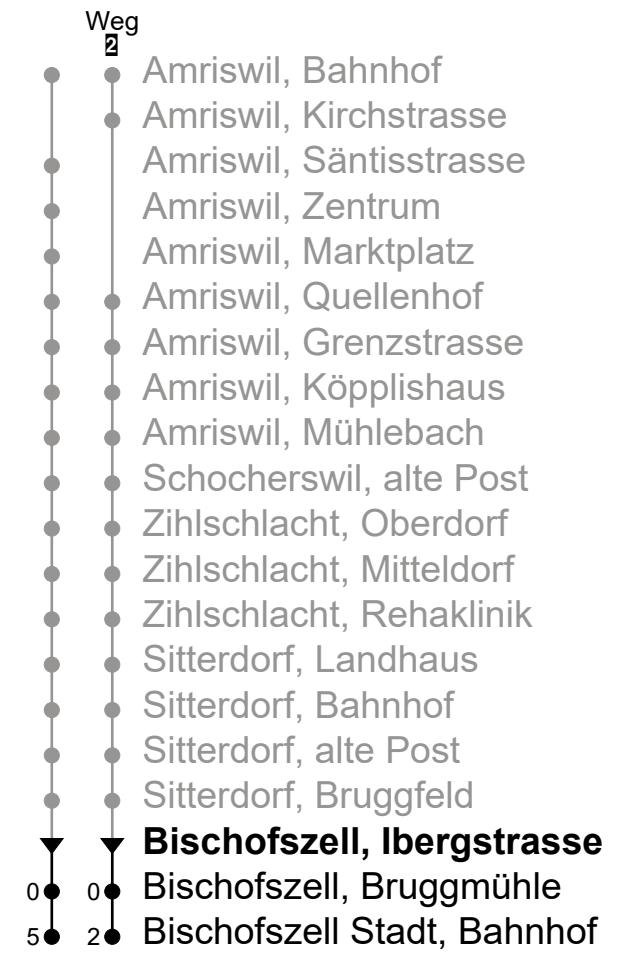 Weg
2
Amriswil, Bahnhof
Amriswil, Kirchstrasse
Amriswil, Säntisstrasse
Amriswil, Zentrum
Amriswil, Marktplatz
Amriswil, Quellenhof
Amriswil, Grenzstrasse
Amriswil, Köpplishaus
Amriswil, Mühlebach
Schocherswil, alte Post
Zihlschlacht, Oberdorf
Zihlschlacht, Mitteldorf
Zihlschlacht, Rehaklinik
Sitterdorf, Landhaus
Sitterdorf, Bahnhof
Sitterdorf, alte Post
Sitterdorf, Bruggfeld
Bischofszell, Ibergstrasse
0 0 Bischofszell, Bruggmühle
5 2 Bischofszell Stadt, Bahnhof